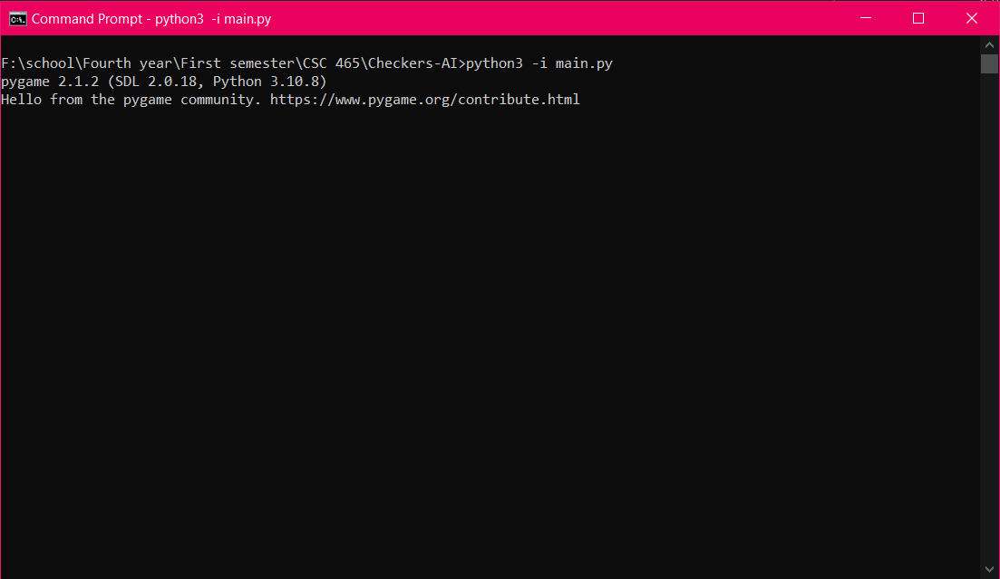 Command Prompt - python3  -i main.py
F:\school\Fourth year\First semester\CSC 465\Checkers-AI>python3 -i main.py
pygame 2.1.2 (SDL 2.0.18, Python 3.10.8)
Hello from the pygame community. https://www.pygame.org/contribute.html